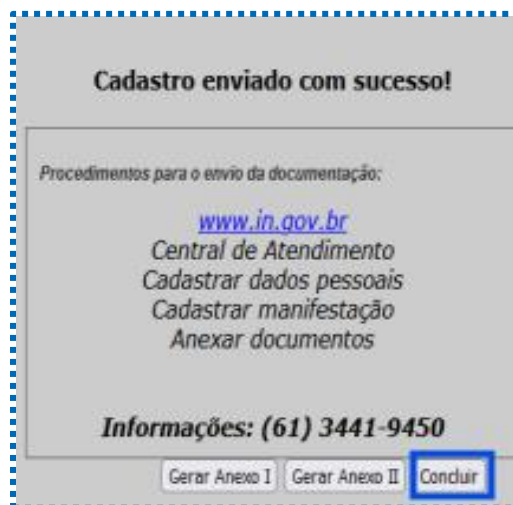 Cadastro enviado com sucesso!
Procedimentos para o envio da documentação:
www.in.gov.br
Central de Atendimento
Cadastrar dados pessoais
Cadastrar manifestação
Anexar documentos
Informações: (61) 3441-9450
Gerar Anexo I Gerar Anexo II Concluir